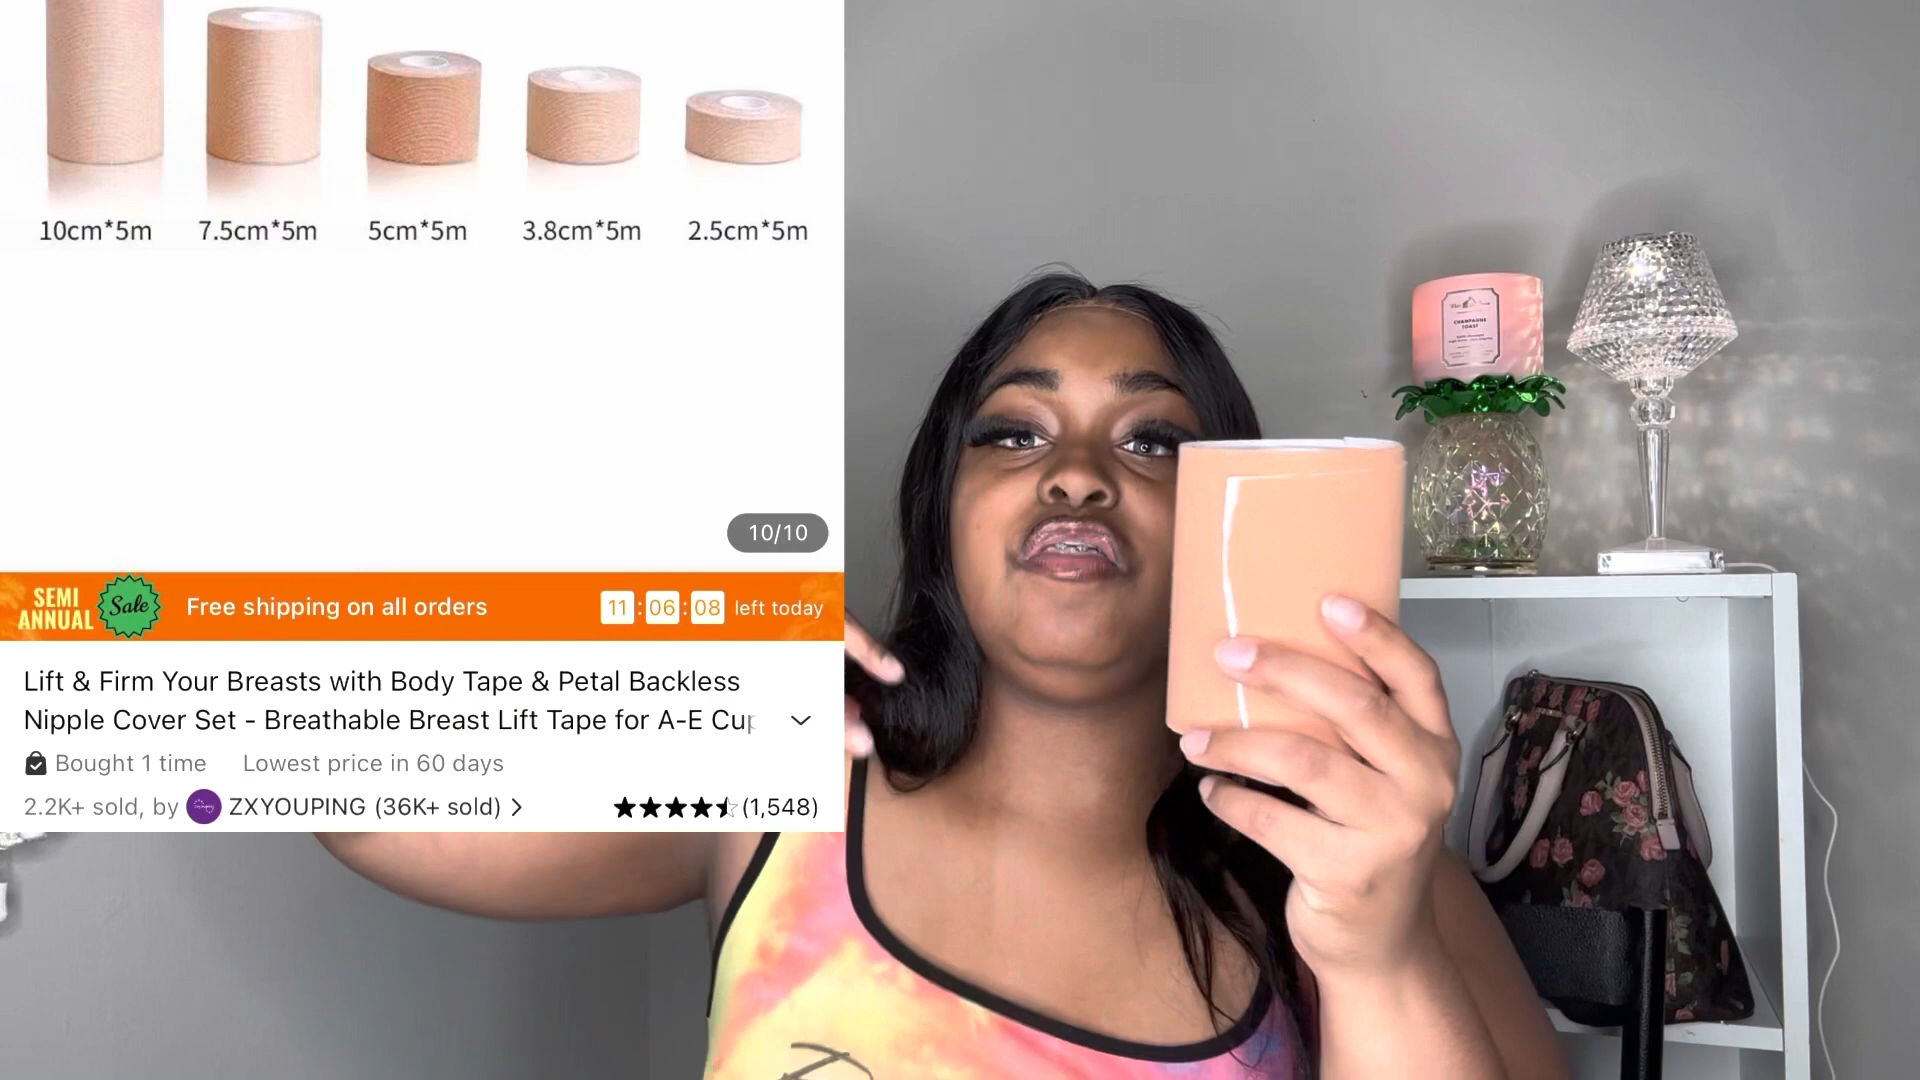 10cm*5m 7.5cm*5m 5cm*5m 3.8cm*5m 2.5cm*5m
10/10
SEMI
ANNUAL
Sale
Free shipping on all orders
11:06:08 left today
Lift & Firm Your Breasts with Body Tape & Petal Backless
Nipple Cover Set - Breathable Breast Lift Tape for A-E Cup
Bought 1 time Lowest price in 60 days
2.2K+ sold, by ZXYOUPING (36K+ sold) > (1,548)
CHAMPAGNE
TOAST